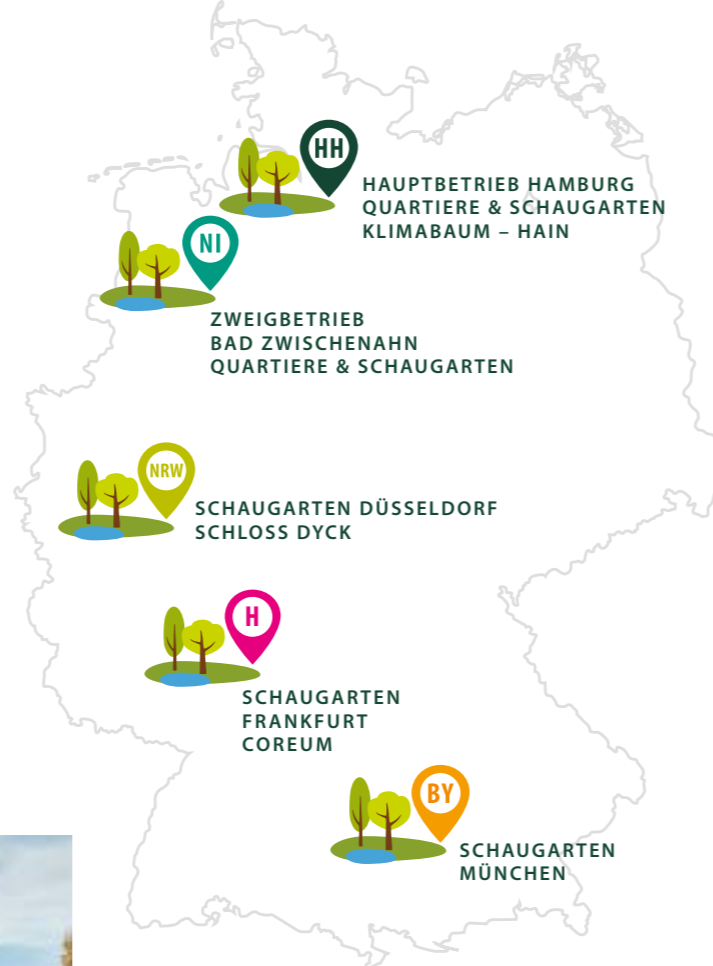 HH
HAUPTBETRIEB HAMBURG
QUARTIERE & SCHAUGARTEN
KLIMABAUM – HAIN
NI
ZWEIGBETRIEB
BAD ZWISCHENAHN
QUARTIERE & SCHAUGARTEN
NRW
SCHAUGARTEN DÜSSELDORF
SCHLOSS DYCK
H
SCHAUGARTEN
FRANKFURT
COREUM
BY
SCHAUGARTEN
MÜNCHEN